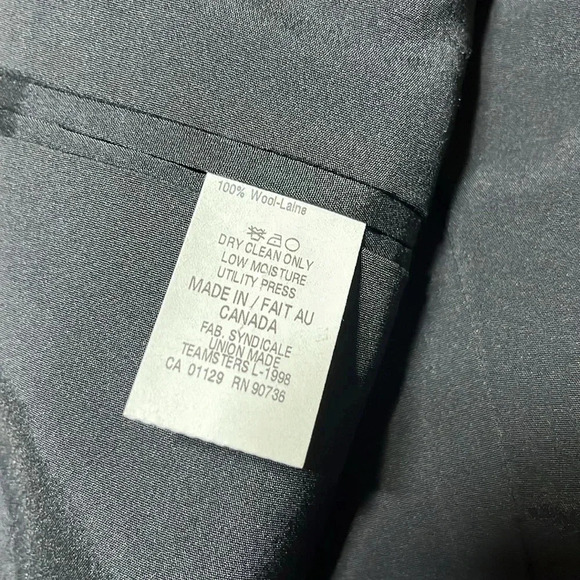 100% Wool-Laine
DRY CLEAN ONLY
LOW MOISTURE
UTILITY PRESS
MADE IN / FAIT AU
CANADA
FAB. SYNDICALE
UNION MADE
TEAMSTERS L-1998
CA 01129 RN 90736